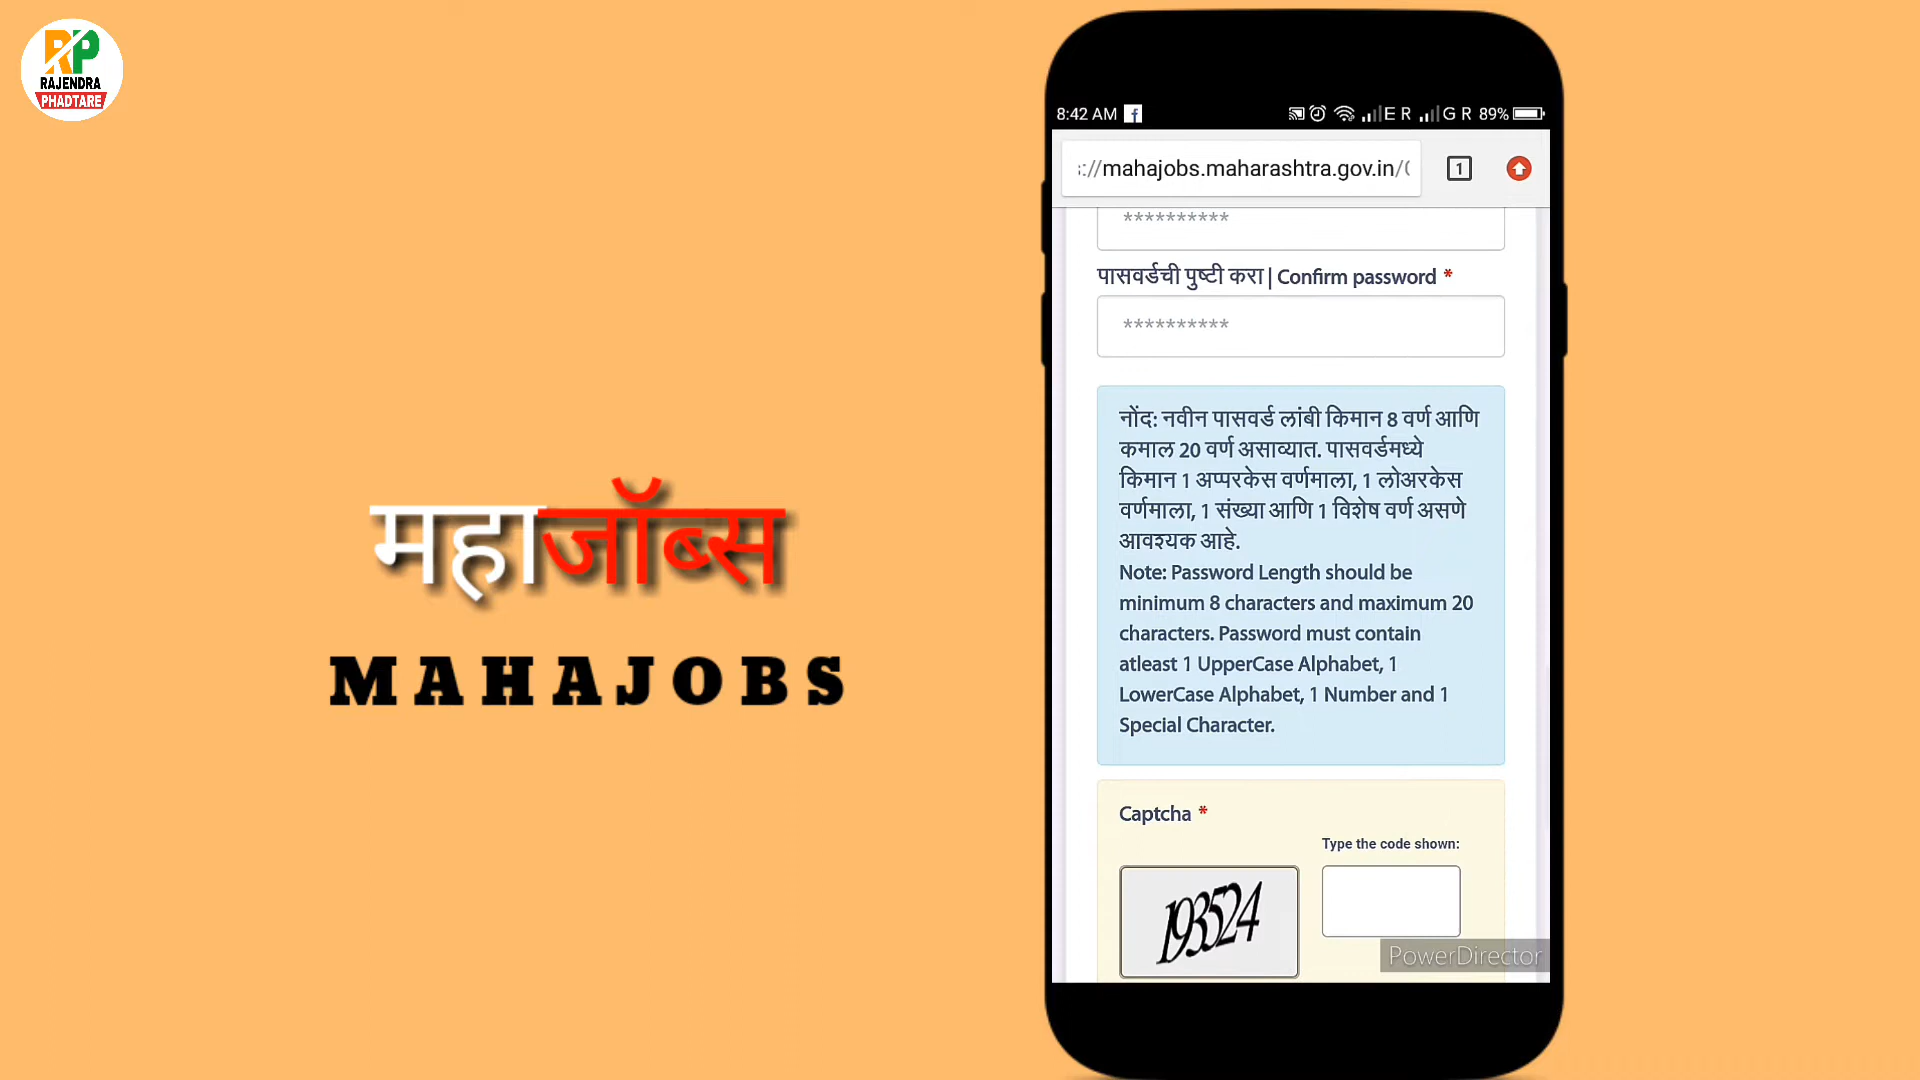 RP
RAJENDRA
PHADTARE
महाजॉब्स
MAHAJOBS
8:42 AM
E R G R 89%
://mahajobs.maharashtra.gov.in/
1
**********
पासवर्डची पुष्टी करा | Confirm password *
**********
नोंद: नवीन पासवर्ड लांबी किमान 8 वर्ण आणि
कमाल 20 वर्ण असाव्यात. पासवर्डमध्ये
किमान 1 अप्परकेस वर्णमाला, 1 लोअरकेस
वर्णमाला, 1 संख्या आणि 1 विशेष वर्ण असणे
आवश्यक आहे.
Note: Password Length should be
minimum 8 characters and maximum 20
characters. Password must contain
atleast 1 UpperCase Alphabet, 1
LowerCase Alphabet, 1 Number and 1
Special Character.
Captcha *
Type the code shown:
193524
PowerDirector